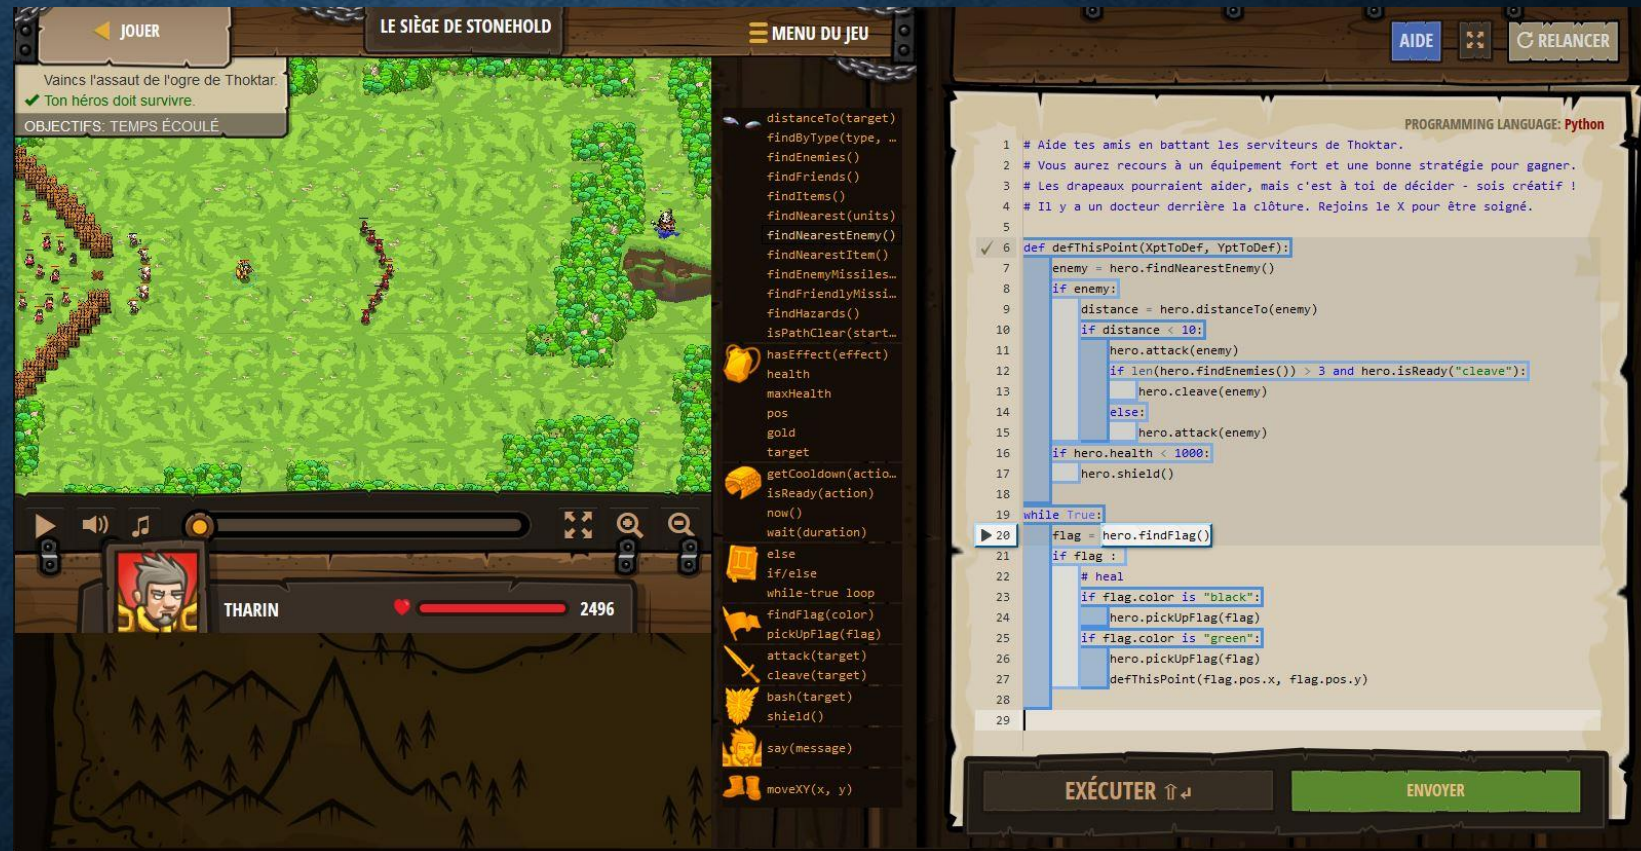 JOUER
LE SIÈGE DE STONEHOLD
MENU DU JEU
Vaincs l'assaut de l'ogre de Thoktar.
Ton héros doit survivre.
OBJECTIFS: TEMPS ÉCOULÉ
THARIN
2496
distanceTo(target)
findByType(type, …
findEnemies()
findFriends()
findItems()
findNearest(units)
findNearestEnemy()
findNearestItem()
findEnemyMissiles…
findFriendlyMissi…
findHazards()
isPathClear(start…
hasEffect(effect)
health
maxHealth
pos
gold
target
getCooldown(actio…
isReady(action)
now()
wait(duration)
else
if/else
while-true loop
findFlag(color)
pickUpFlag(flag)
attack(target)
cleave(target)
bash(target)
shield()
say(message)
moveXY(x, y)
AIDE
RELANCER
PROGRAMMING LANGUAGE: Python
1 # Aide tes amis en battant les serviteurs de Thoktar.
2 # Vous aurez recours à un équipement fort et une bonne stratégie pour gagner.
3 # Les drapeaux pourraient aider, mais c'est à toi de décider - sois créatif !
4 # Il y a un docteur derrière la clôture. Rejoins le X pour être soigné.
5
6 def defThisPoint(XptToDef, YptToDef):
7 enemy = hero.findNearestEnemy()
8 if enemy:
9 distance = hero.distanceTo(enemy)
10 if distance < 10:
11 hero.attack(enemy)
12 if len(hero.findEnemies()) > 3 and hero.isReady("cleave"):
13 hero.cleave(enemy)
14 else:
15 hero.attack(enemy)
16 if hero.health < 1000:
17 hero.shield()
18
19 while True:
20 flag = hero.findFlag()
21 if flag :
22 # heal
23 if flag.color is "black":
24 hero.pickUpFlag(flag)
25 if flag.color is "green":
26 hero.pickUpFlag(flag)
27 defThisPoint(flag.pos.x, flag.pos.y)
28
29
EXÉCUTER
ENVOYER